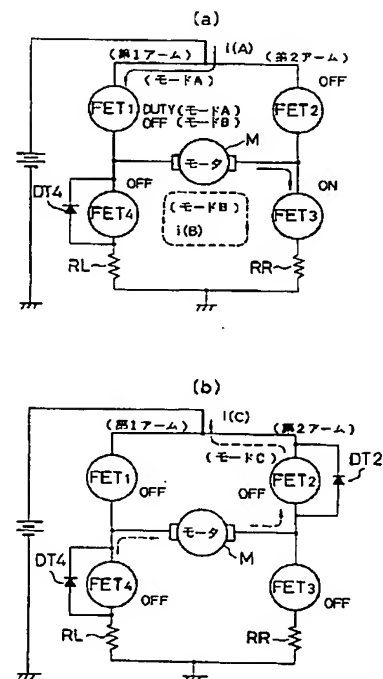 (a)
(第1アーム) i(A) (第2アーム)
(モードA) OFF
FET1 DUTY(モードA) FET2
OFF (モードB)
M
モータ
OFF ON
DT4 (モードB)
FET4 i(B) FET3
RL RR
(b)
(第1アーム) i(C) (第2アーム)
(モードC) DT2
FET1 FET2
OFF OFF
モータ
DT4 M
FET4 FET3
OFF OFF
RL RR